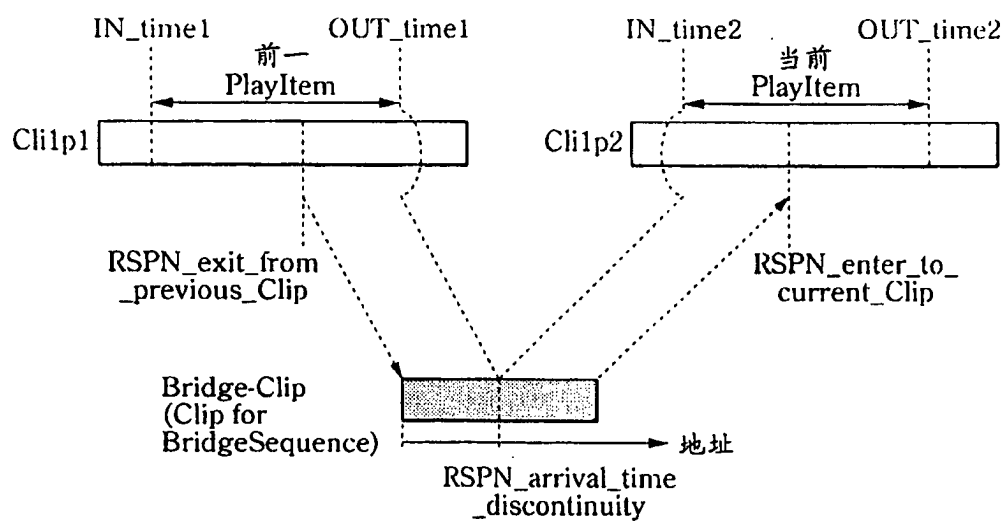 IN_time1
OUT_time1
IN_time2
OUT_time2
前一
PlayItem
当前
PlayItem
Cli1p1
Cli1p2
RSPN_exit_from
_previous_Clip
RSPN_enter_to_
current_Clip
Bridge-Clip
(Clip for
BridgeSequence)
地址
RSPN_arrival_time
_discontinuity